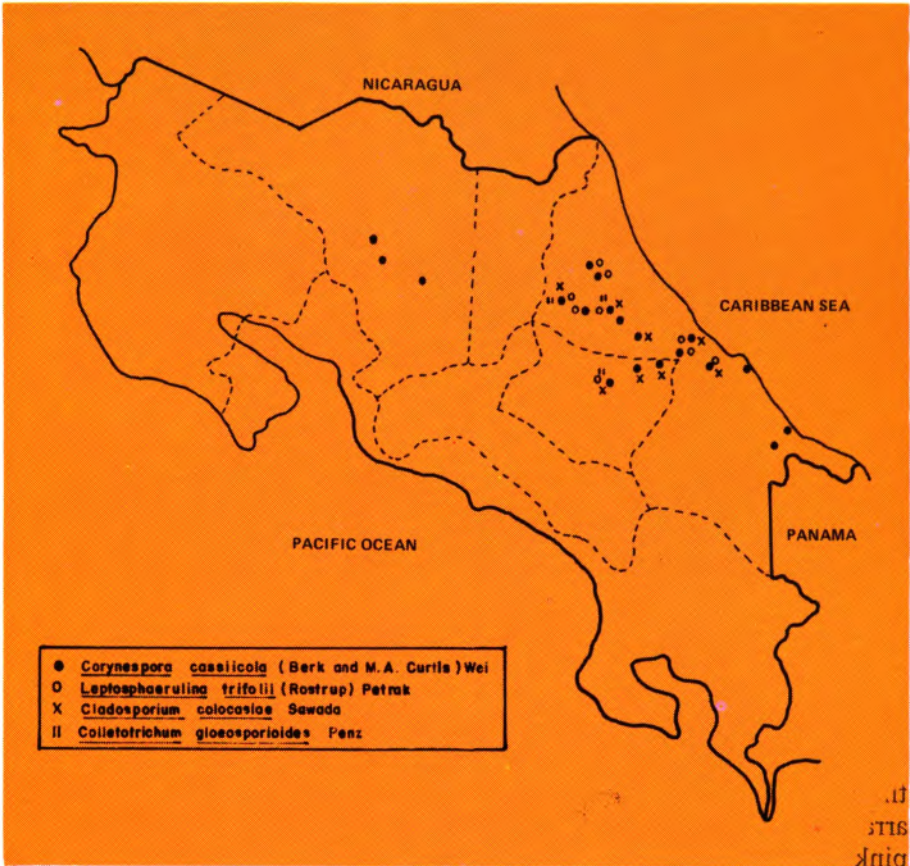 NICARAGUA
CARIBBEAN SEA
PACIFIC OCEAN
PANAMA
● Corynespora cassiicola (Berk and M.A. Curtis) Wei
O Leptosphaerulina trifolii (Rostrup) Petrak
X Cladosporium colocasiae Sawada
II Colletotrichum gloeosporioides Penz
pink